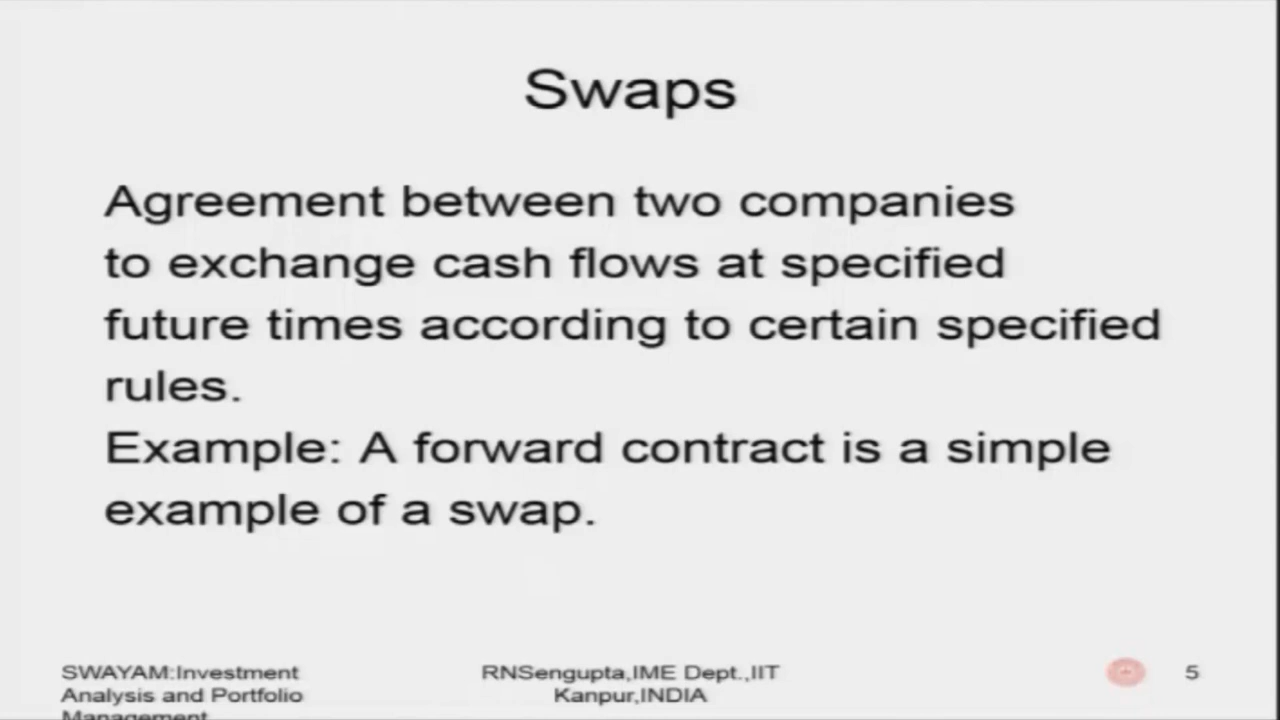 Swaps
Agreement between two companies
to exchange cash flows at specified
future times according to certain specified
rules.
Example: A forward contract is a simple
example of a swap.
SWAYAM:Investment
Analysis and Portfolio
Management
RNSengupta,IME Dept.,IIT
Kanpur,INDIA
5